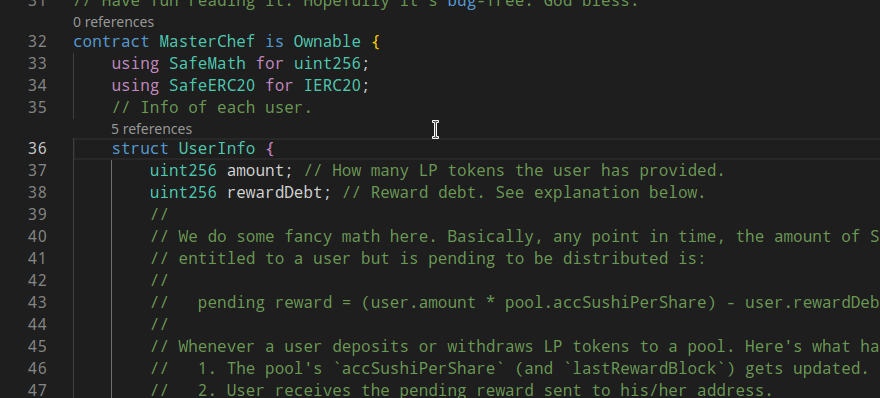 31 // Have fun reading it. Hopefully it's bug-free. God bless.
0 references
32 contract MasterChef is Ownable {
33 using SafeMath for uint256;
34 using SafeERC20 for IERC20;
35 // Info of each user.
5 references
36 struct UserInfo {
37 uint256 amount; // How many LP tokens the user has provided.
38 uint256 rewardDebt; // Reward debt. See explanation below.
39 //
40 // We do some fancy math here. Basically, any point in time, the amount of S
41 // entitled to a user but is pending to be distributed is:
42 //
43 //   pending reward = (user.amount * pool.accSushiPerShare) - user.rewardDeb
44 //
45 // Whenever a user deposits or withdraws LP tokens to a pool. Here's what ha
46 //   1. The pool's `accSushiPerShare` (and `lastRewardBlock`) gets updated.
47 //   2. User receives the pending reward sent to his/her address.